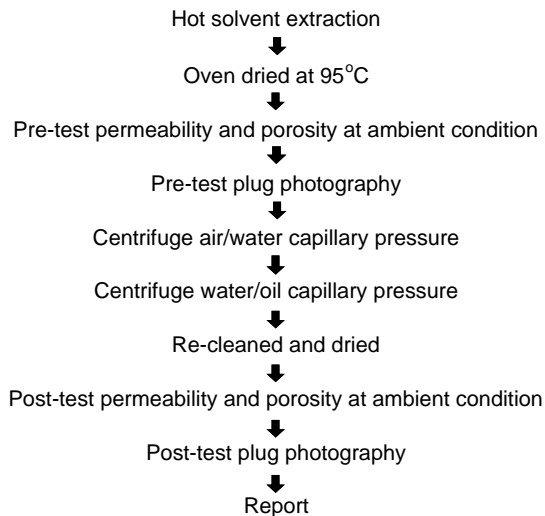 Hot solvent extraction
Oven dried at 95°C
Pre-test permeability and porosity at ambient condition
Pre-test plug photography
Centrifuge air/water capillary pressure
Centrifuge water/oil capillary pressure
Re-cleaned and dried
Post-test permeability and porosity at ambient condition
Post-test plug photography
Report